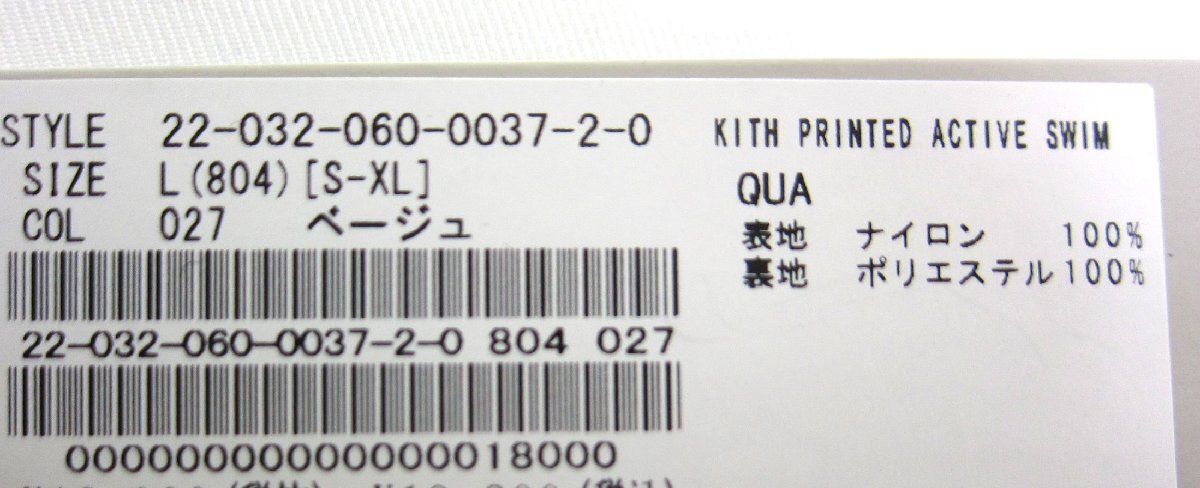 STYLE 22-032-060-0037-2-0 KITH PRINTED ACTIVE SWIM
SIZE L(804)[S-XL] QUA
COL 027 ベージュ 表地 ナイロン 100%
裏地 ポリエステル100%
22-032-060-0037-2-0 804 027
00000000000000018000